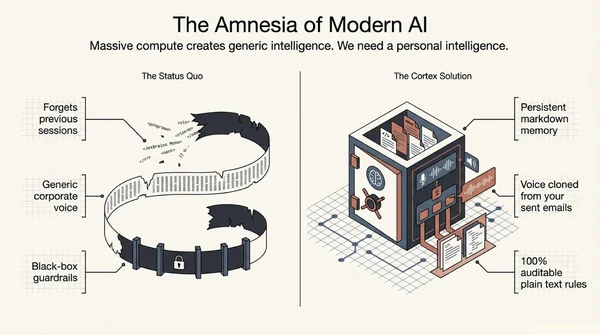 The Amnesia of Modern AI
Massive compute creates generic intelligence. We need a personal intelligence.
The Status Quo
Forgets
previous
sessions
Generic
corporate
voice
Black-box
guardrails
<JetBrains Mono>
The Cortex Solution
Persistent
markdown
memory
Voice cloned
from your
sent emails
100%
auditable
plain text rules